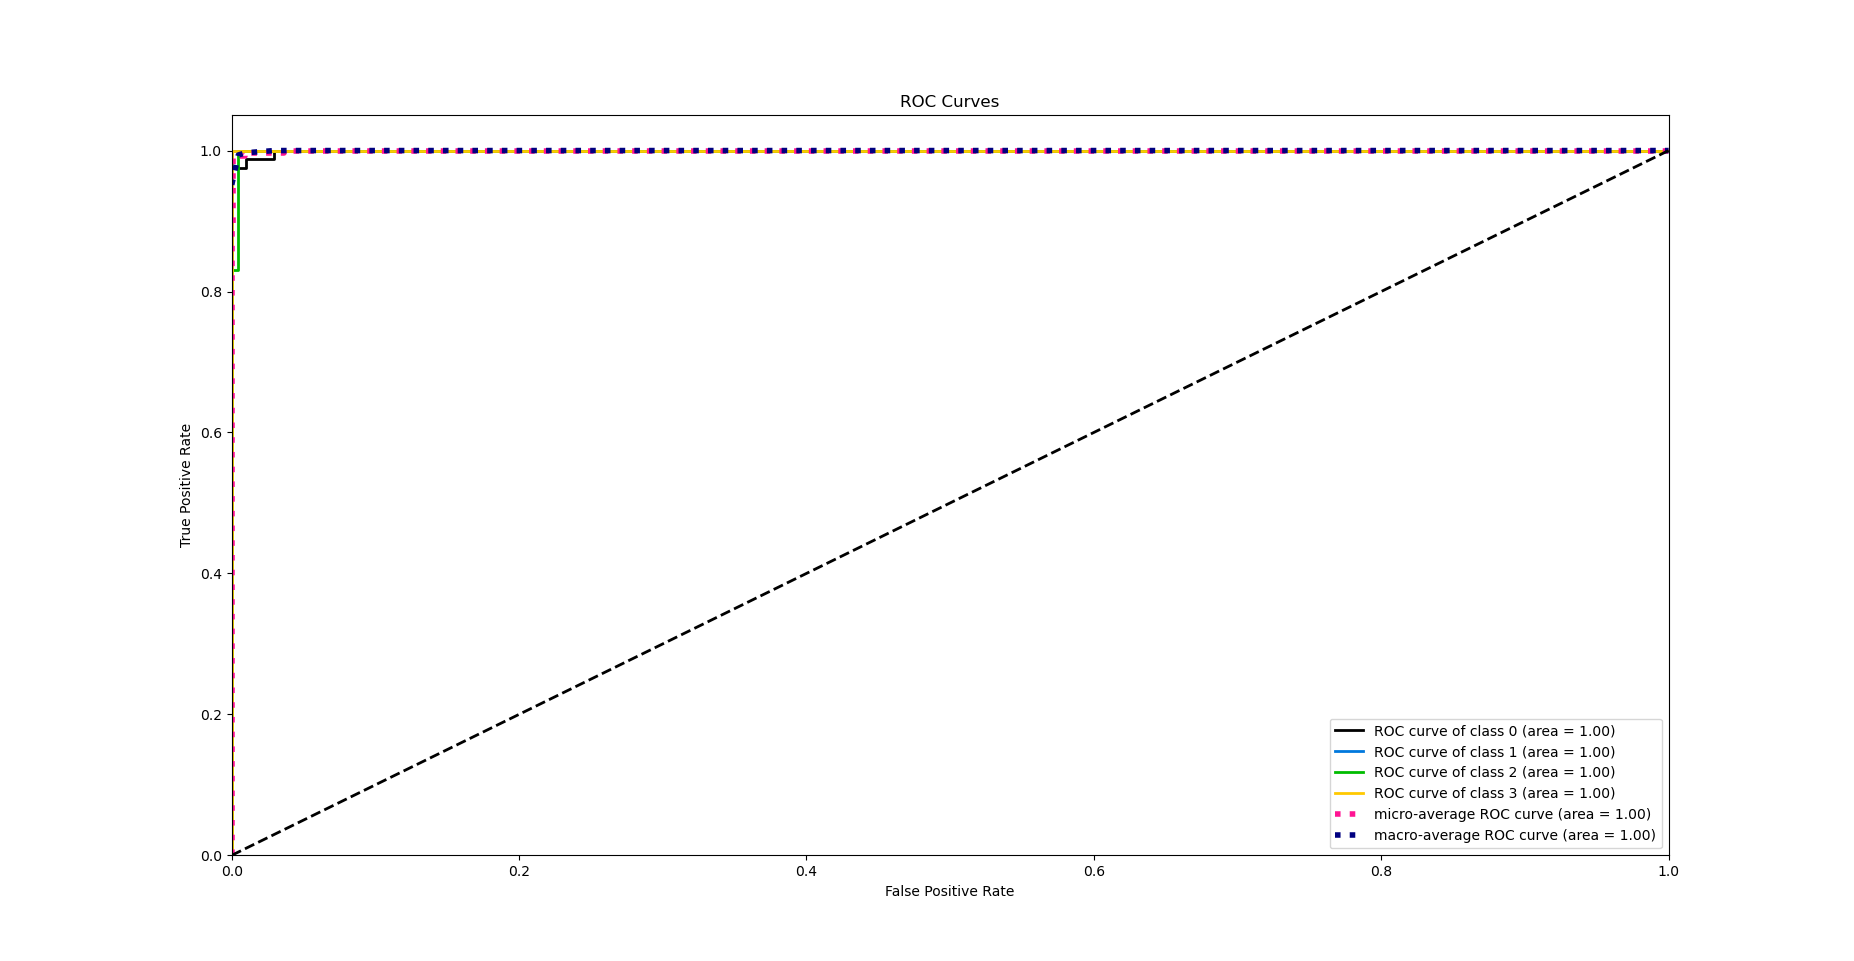 ROC Curves
1.0
0.8
0.6
0.4
0.2
0.0
True Positive Rate
0.0 0.2 0.4 0.6 0.8 1.0
False Positive Rate
ROC curve of class 0 (area = 1.00)
ROC curve of class 1 (area = 1.00)
ROC curve of class 2 (area = 1.00)
ROC curve of class 3 (area = 1.00)
micro-average ROC curve (area = 1.00)
macro-average ROC curve (area = 1.00)